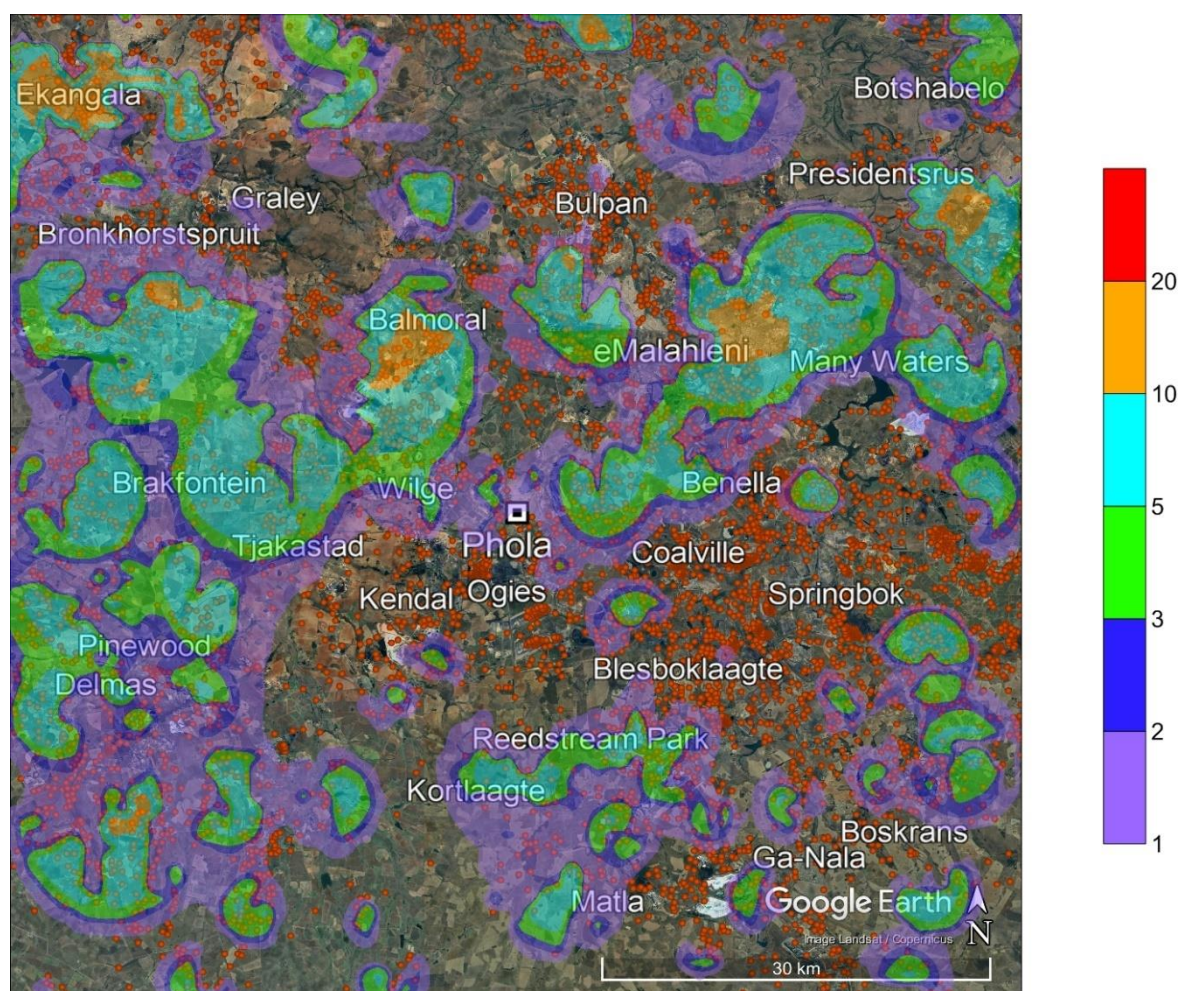 Ekangala
Botshabelo
Presidentsrus
Graley
Bulpan
Bronkhorstspruit
20
10
5
3
2
1
Balmoral
eMalahleni
Many Waters
Brakfontein
Wilge
Benella
Tjakastad
Phola
Coalville
Kendal
Ogies
Springbok
Pinewood
Delmas
Blesboklaagte
Reedstream Park
Kortlaagte
Boskrans
Ga-Nala
Matla
Google Earth
Image Landsat / Copernicus
N
30 km